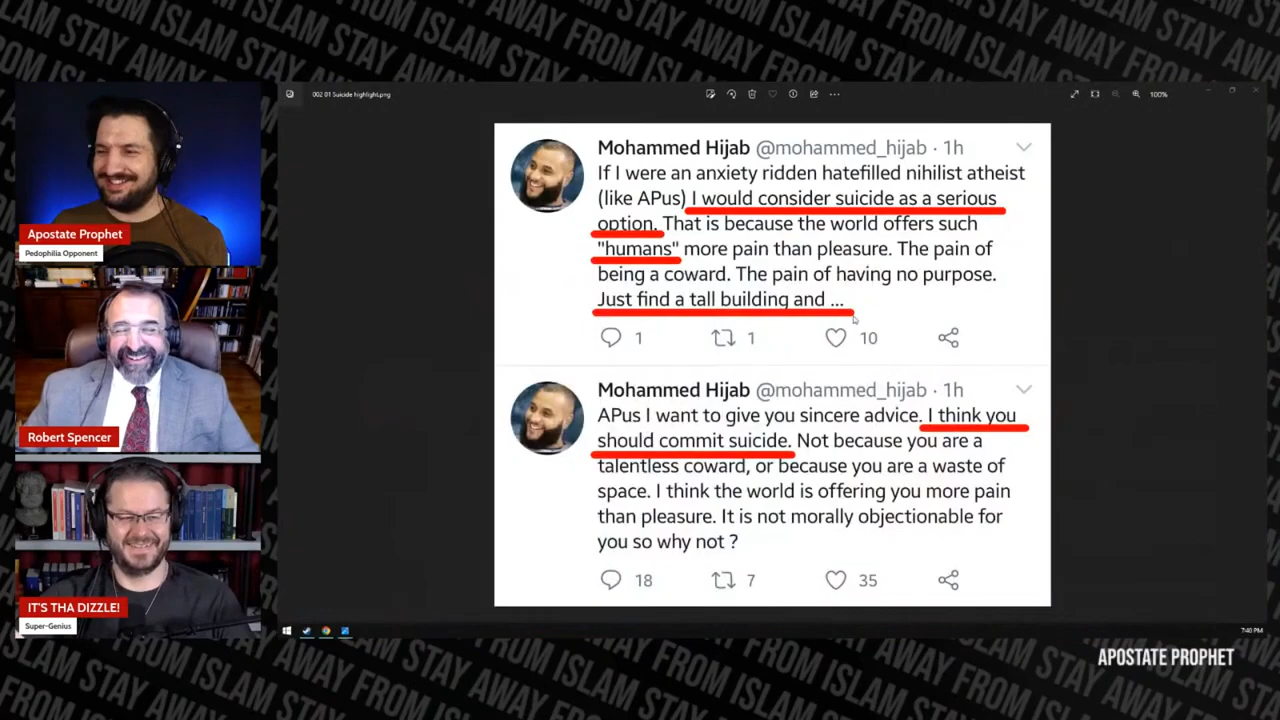 STAY AWAY FROM ISLAM
002 01 Suicide highlight.png
100%
Apostate Prophet
Pedophilia Opponent
Robert Spencer
IT'S THA DIZZLE!
Super-Genius
Mohammed Hijab @mohammed_hijab · 1h
If I were an anxiety ridden hatefilled nihilist atheist
(like APus) I would consider suicide as a serious
option. That is because the world offers such
"humans" more pain than pleasure. The pain of
being a coward. The pain of having no purpose.
Just find a tall building and ...
1
1
10
Mohammed Hijab @mohammed_hijab · 1h
APus I want to give you sincere advice. I think you
should commit suicide. Not because you are a
talentless coward, or because you are a waste of
space. I think the world is offering you more pain
than pleasure. It is not morally objectionable for
you so why not ?
18
7
35
7:40 PM
APOSTATE PROPHET